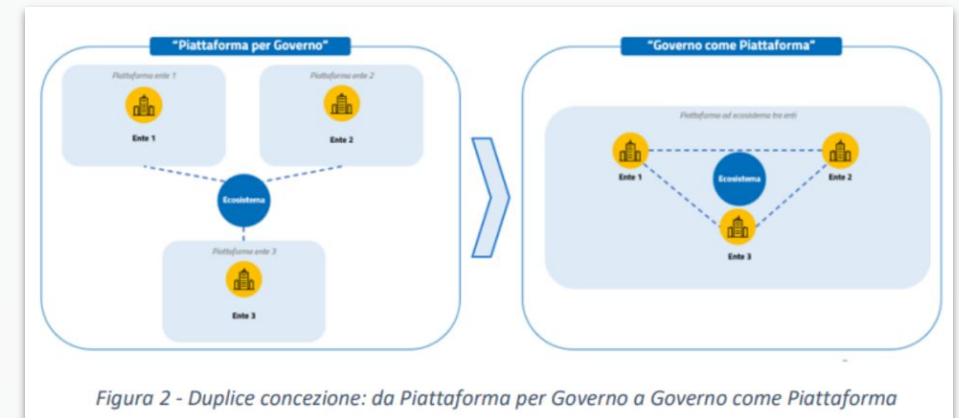 "Piattaforma per Governo"
Piattaforma ente 1
Ente 1
Piattaforma ente 2
Ente 2
Ecosistema
Piattaforma ente 3
Ente 3
"Governo come Piattaforma"
Piattaforma ad ecosistema tra enti
Ente 1
Ecosistema
Ente 2
Ente 3
Figura 2 - Duplice concezione: da Piattaforma per Governo a Governo come Piattaforma